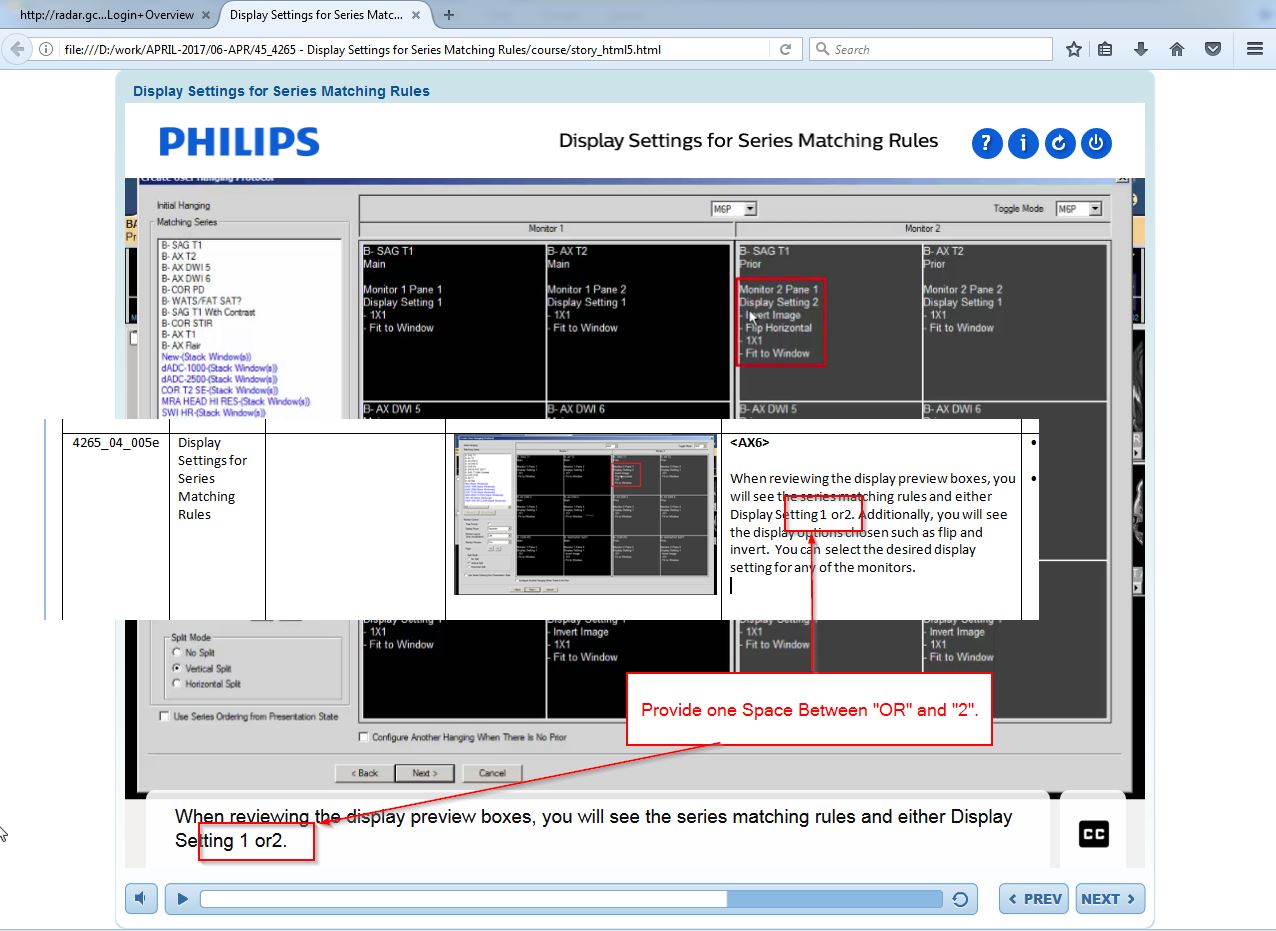 http://radar.gc...Login+Overview
Display Settings for Series Matc...
file:///D:/work/APRIL-2017/06-APR/45_4265 - Display Settings for Series Matching Rules/course/story_html5.html
Search
Display Settings for Series Matching Rules
PHILIPS
Display Settings for Series Matching Rules
Create User Hanging Protocol
Initial Hanging
Matching Series
B- SAG T1
B- AX T2
B- AX DWI 5
B- AX DWI 6
B- COR PD
B- WATS/FAT SAT?
B- SAG T1 With Contrast
B- COR STIR
B- AX T1
B- AX Flair
New-(Stack Window(s))
dADC-1000-(Stack Window(s))
dADC-2500-(Stack Window(s))
COR T2 SE-(Stack Window(s))
MRA HEAD HI RES-(Stack Window(s))
SWI HR-(Stack Window(s))
M6P
Toggle Mode
M6P
Monitor 1
Monitor 2
B- SAG T1
Main
Monitor 1 Pane 1
Display Setting 1
- 1X1
- Fit to Window
B- AX T2
Main
Monitor 1 Pane 2
Display Setting 1
- 1X1
- Fit to Window
B- SAG T1
Prior
Monitor 2 Pane 1
Display Setting 2
- Invert Image
- Flip Horizontal
- 1X1
- Fit to Window
B- AX T2
Prior
Monitor 2 Pane 2
Display Setting 1
- 1X1
- Fit to Window
B- AX DWI 5
B- AX DWI 6
B- AX DWI 5
B- AX DWI 6
4265_04_005e
Display
Settings for
Series
Matching
Rules
<AX6>
When reviewing the display preview boxes, you
will see the series matching rules and either
Display Setting 1 or2. Additionally, you will see
the display options chosen such as flip and
invert. You can select the desired display
setting for any of the monitors.
- 1X1
- Fit to Window
- Invert Image
- 1X1
- Fit to Window
- 1X1
- Fit to Window
- Invert Image
- 1X1
- Fit to Window
Split Mode
No Split
Vertical Split
Horizontal Split
Use Series Ordering from Presentation State
Configure Another Hanging When There Is No Prior
< Back
Next >
Cancel
Provide one Space Between "OR" and "2".
When reviewing the display preview boxes, you will see the series matching rules and either Display
Setting 1 or2.
CC
PREV
NEXT